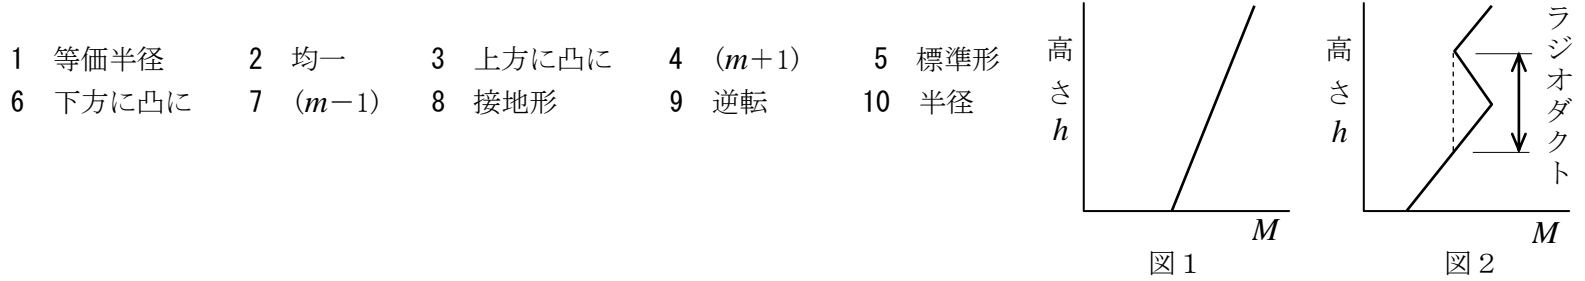 1 等価半径 2 均一 3 上方に凸に 4 (m＋1) 5 標準形
6 下方に凸に 7 (m－1) 8 接地形 9 逆転 10 半径
高さh
M
図１
高さh
ラジオダクト
M
図２